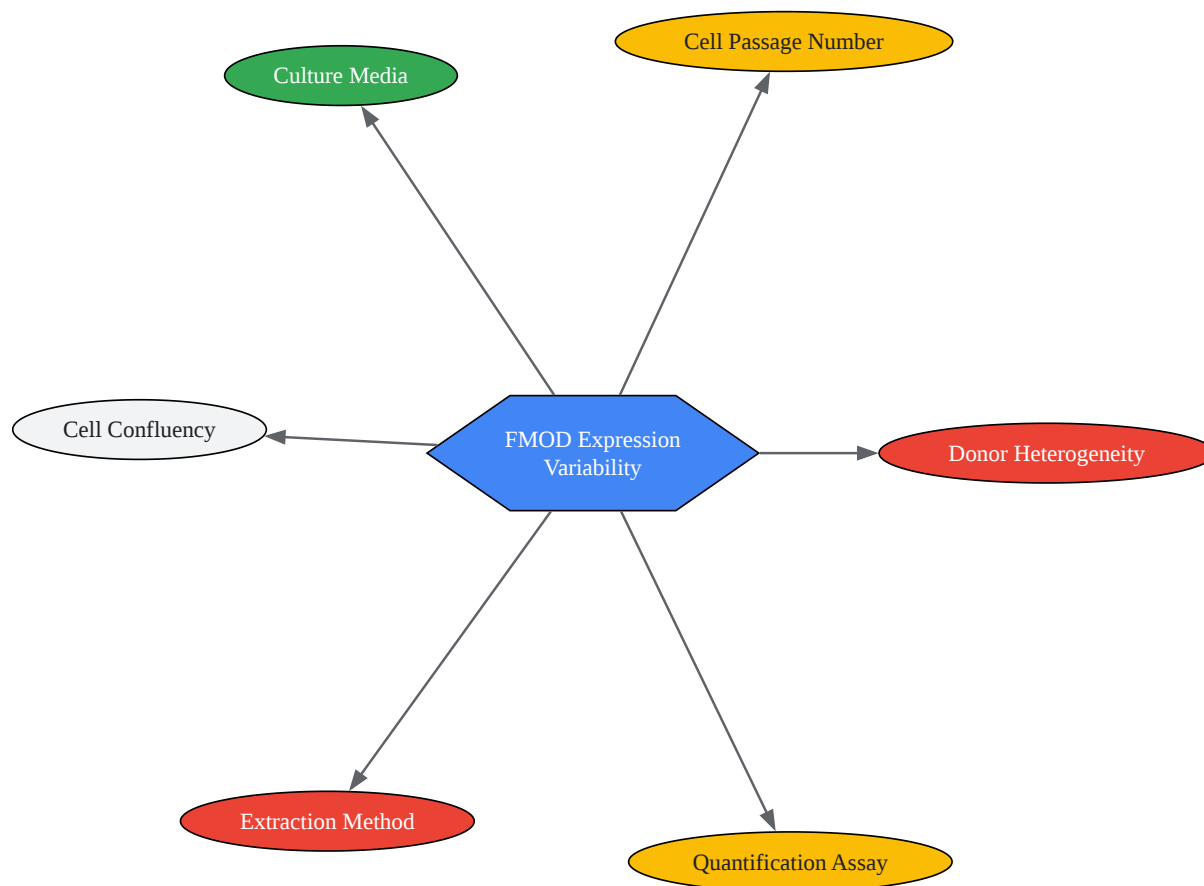 Cell Passage Number
Culture Media
Cell Confluency
FMOD Expression
Variability
Donor Heterogeneity
Extraction Method
Quantification Assay